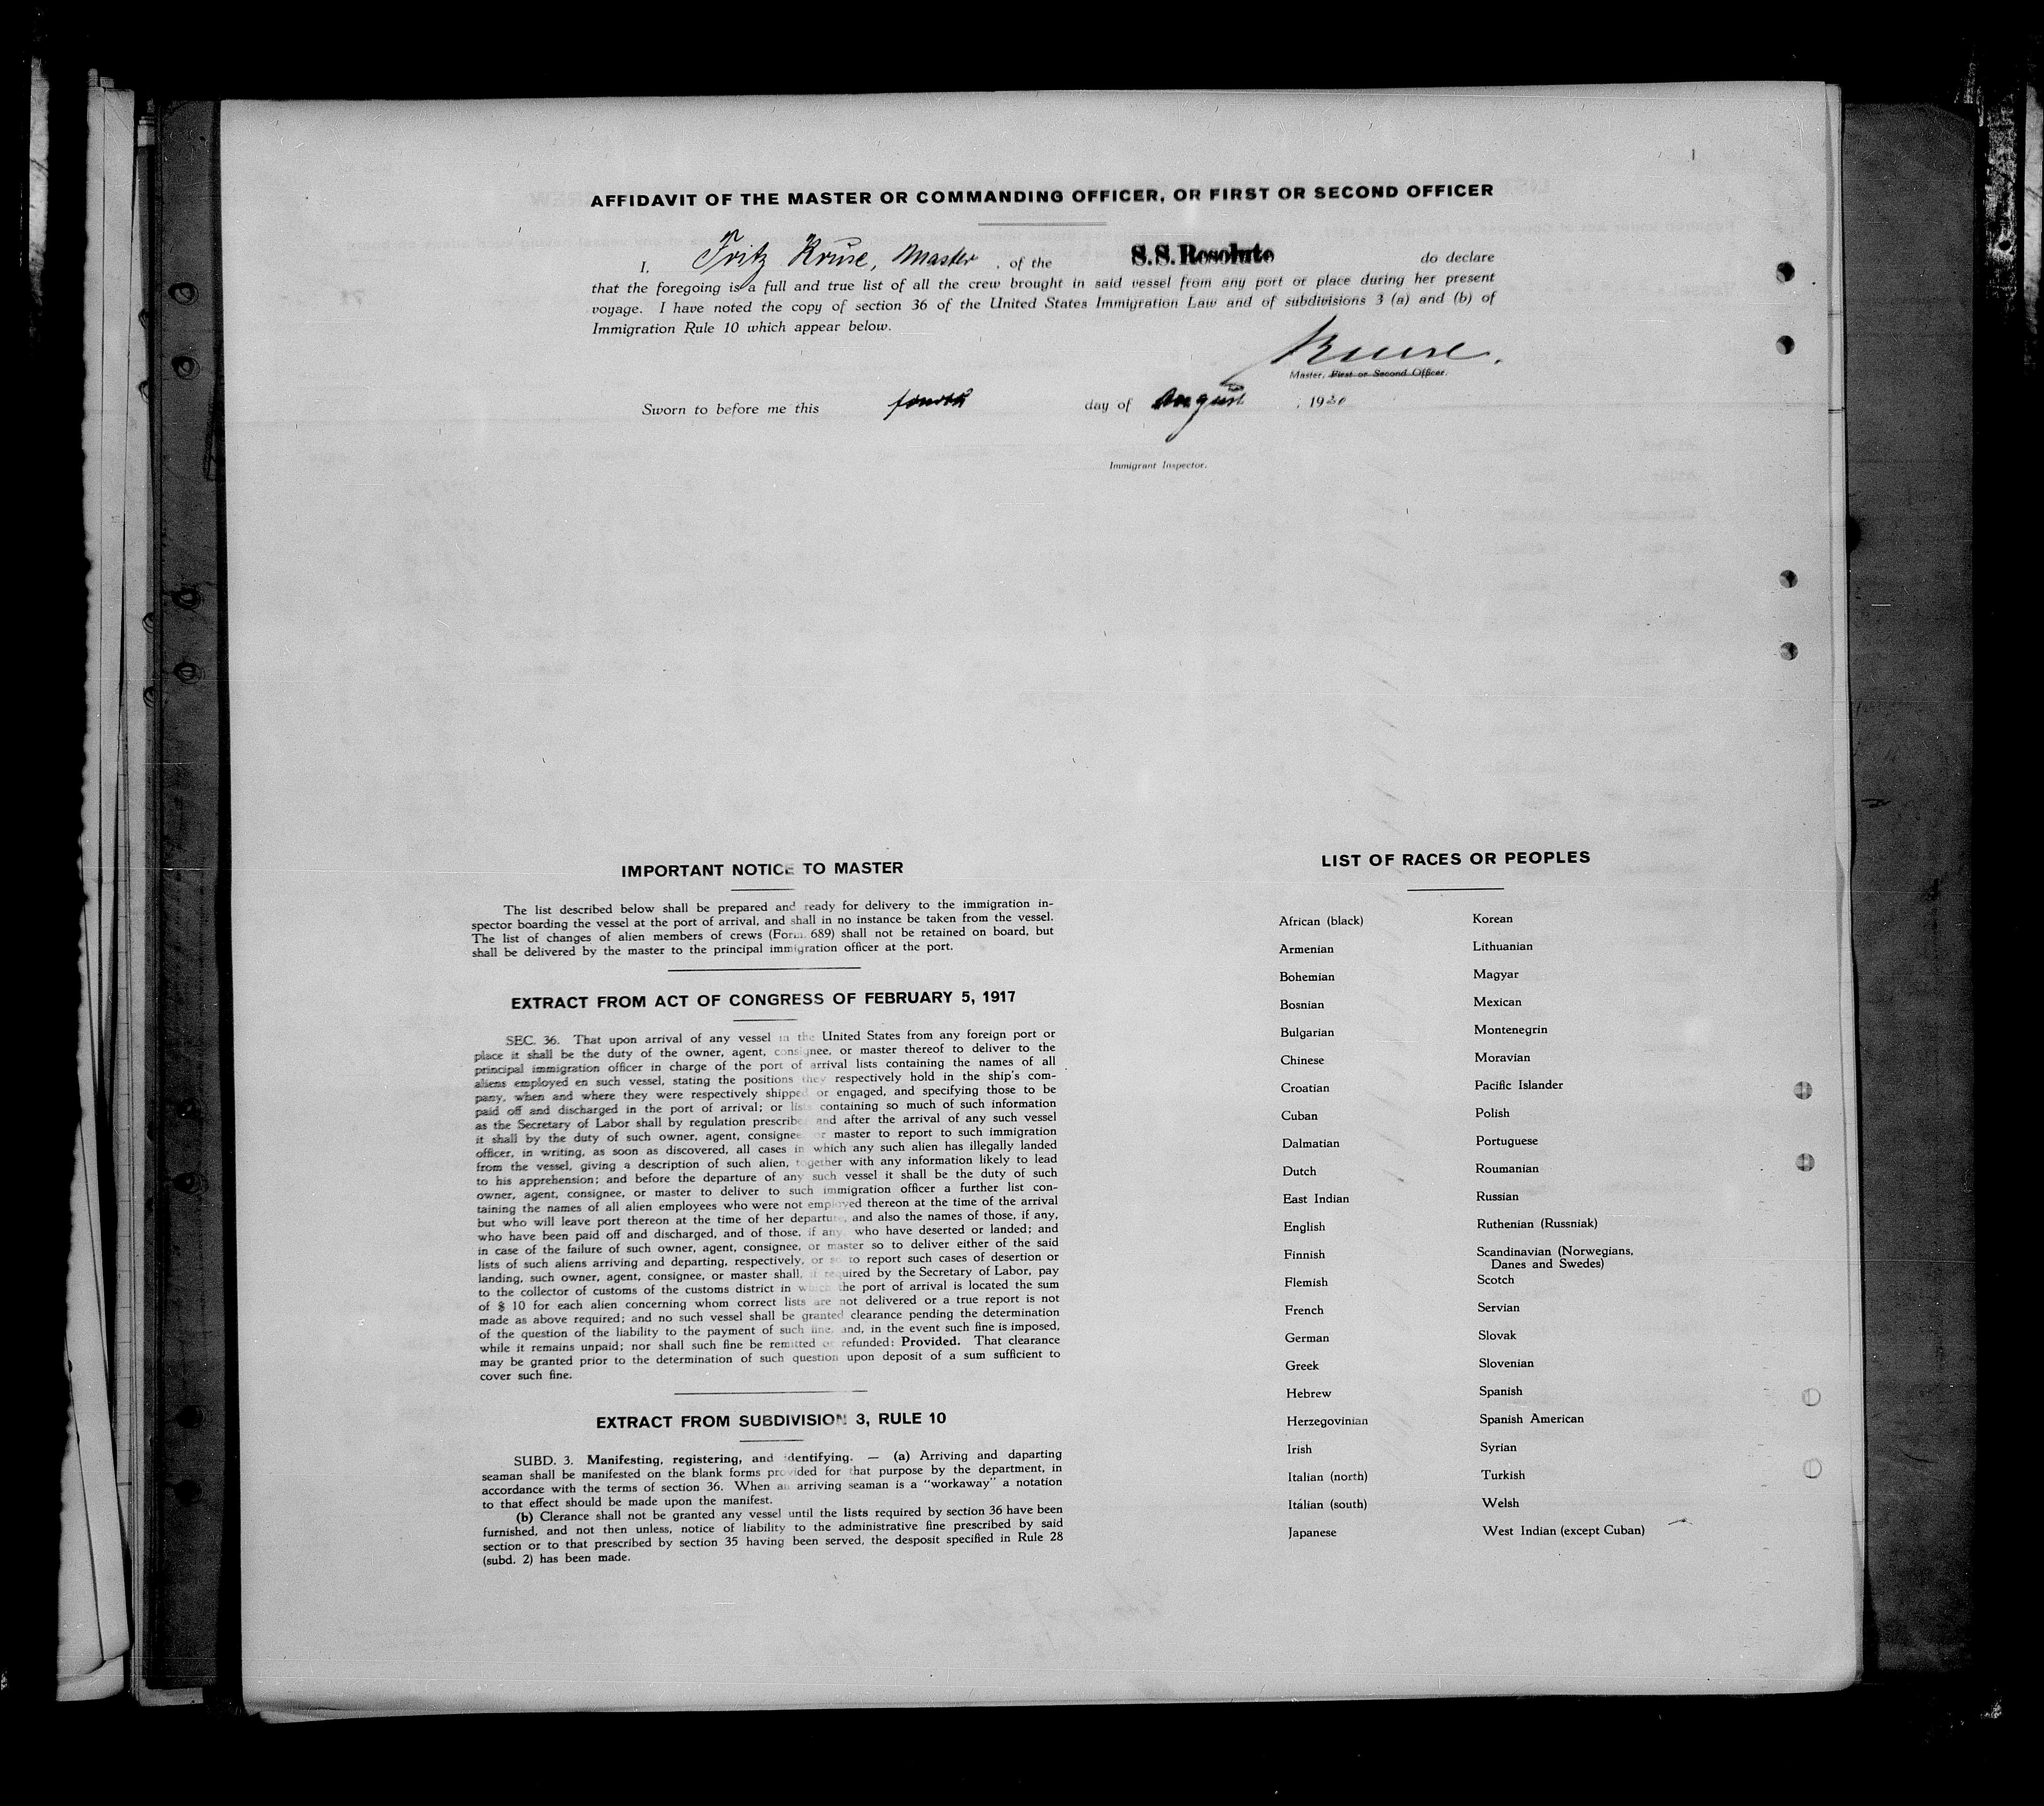 AFFIDAVIT OF THE MASTER OR COMMANDING OFFICER, OR FIRST OR SECOND OFFICER
I. Fritz Kruse, Master, of the S.S. Resolute do declare
that the foregoing is a full and true list of all the crew brought in said vessel from any port or place during her present
voyage. I have noted the copy of section 36 of the United States Immigration Law and of subdivisions 3 (a) and (b) of
Immigration Rule 10 which appear below.
Kruse.
Master, First or Second Officer.
Sworn to before me this fourth day of August, 1930
Immigrant Inspector.
IMPORTANT NOTICE TO MASTER
The list described below shall be prepared and ready for delivery to the immigration in-
spector boarding the vessel at the port of arrival, and shall in no instance be taken from the vessel.
The list of changes of alien members of crews (Form 689) shall not be retained on board, but
shall be delivered by the master to the principal immigration officer at the port.
EXTRACT FROM ACT OF CONGRESS OF FEBRUARY 5, 1917
SEC. 36. That upon arrival of any vessel in the United States from any foreign port or
place it shall be the duty of the owner, agent, consignee, or master thereof to deliver to the
principal immigration officer in charge of the port of arrival lists containing the names of all
aliens employed en such vessel, stating the positions they respectively hold in the ship's com-
pany, when and where they were respectively shipped or engaged, and specifying those to be
paid off and discharged in the port of arrival; or lists containing so much of such information
as the Secretary of Labor shall by regulation prescribe; and after the arrival of any such vessel
it shall by the duty of such owner, agent, consignee or master to report to such immigration
officer, in writing, as soon as discovered, all cases in which any such alien has illegally landed
from the vessel, giving a description of such alien, together with any information likely to lead
to his apprehension; and before the departure of any such vessel it shall be the duty of such
owner, agent, consignee, or master to deliver to such immigration officer a further list con-
taining the names of all alien employees who were not employed thereon at the time of the arrival
but who will leave port thereon at the time of her departure, and also the names of those, if any,
who have been paid off and discharged, and of those, if any, who have deserted or landed; and
in case of the failure of such owner, agent, consignee, or master so to deliver either of the said
lists of such aliens arriving and departing, respectively, or so to report such cases of desertion or
landing, such owner, agent, consignee, or master shall, if required by the Secretary of Labor, pay
to the collector of customs of the customs district in which the port of arrival is located the sum
of $ 10 for each alien concerning whom correct lists are not delivered or a true report is not
made as above required; and no such vessel shall be granted clearance pending the determination
of the question of the liability to the payment of such fine, and, in the event such fine is imposed,
while it remains unpaid; nor shall such fine be remitted or refunded: Provided. That clearance
may be granted prior to the determination of such question upon deposit of a sum sufficient to
cover such fine.
EXTRACT FROM SUBDIVISION 3, RULE 10
SUBD. 3. Manifesting, registering, and identifying. — (a) Arriving and daparting
seaman shall be manifested on the blank forms provided for that purpose by the department, in
accordance with the terms of section 36. When an arriving seaman is a "workaway" a notation
to that effect should be made upon the manifest.
(b) Clerance shall not be granted any vessel until the lists required by section 36 have been
furnished, and not then unless, notice of liability to the administrative fine prescribed by said
section or to that prescribed by section 35 having been served, the desposit specified in Rule 28
(subd. 2) has been made.
LIST OF RACES OR PEOPLES
African (black)
Armenian
Bohemian
Bosnian
Bulgarian
Chinese
Croatian
Cuban
Dalmatian
Dutch
East Indian
English
Finnish
Flemish
French
German
Greek
Hebrew
Herzegovinian
Irish
Italian (north)
Italian (south)
Japanese
Korean
Lithuanian
Magyar
Mexican
Montenegrin
Moravian
Pacific Islander
Polish
Portuguese
Roumanian
Russian
Ruthenian (Russniak)
Scandinavian (Norwegians,
Danes and Swedes)
Scotch
Servian
Slovak
Slovenian
Spanish
Spanish American
Syrian
Turkish
Welsh
West Indian (except Cuban)